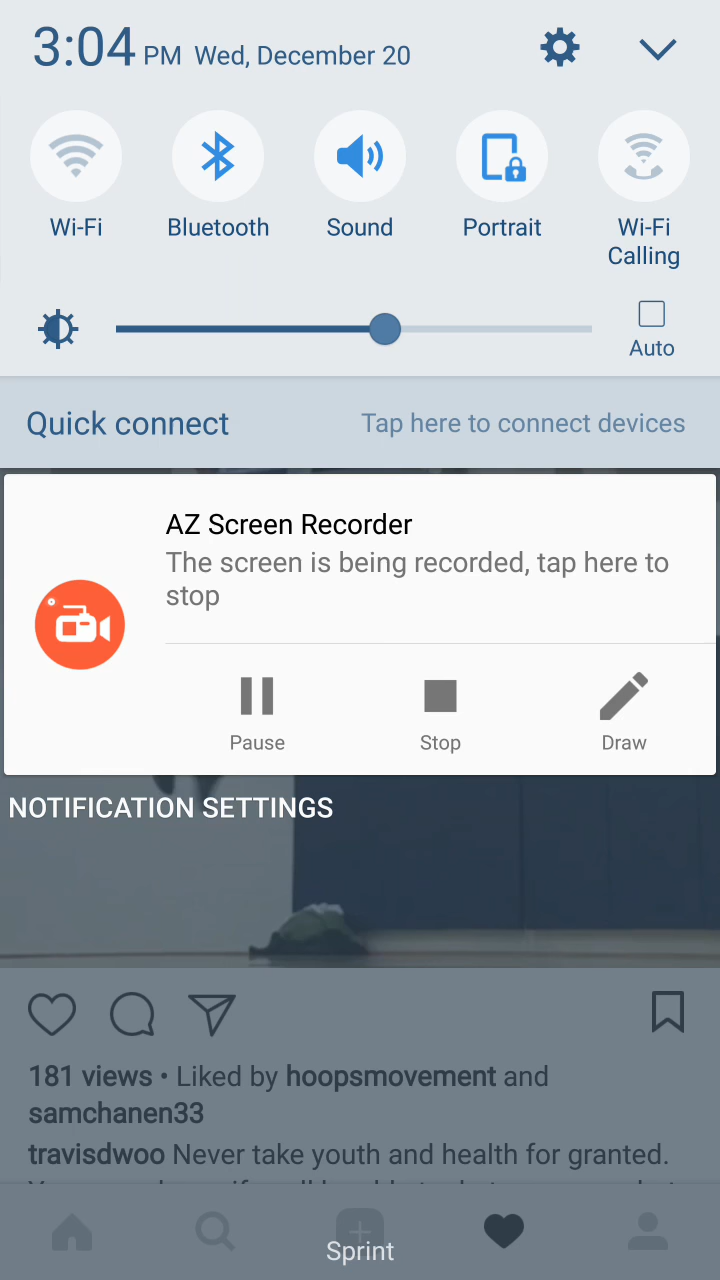 3:04 PM Wed, December 20
Wi-Fi
Bluetooth
Sound
Portrait
Wi-Fi
Calling
Auto
Quick connect
Tap here to connect devices
AZ Screen Recorder
The screen is being recorded, tap here to
stop
Pause
Stop
Draw
NOTIFICATION SETTINGS
181 views • Liked by hoopsmovement and
samchanen33
travisdwoo Never take youth and health for granted.
Sprint